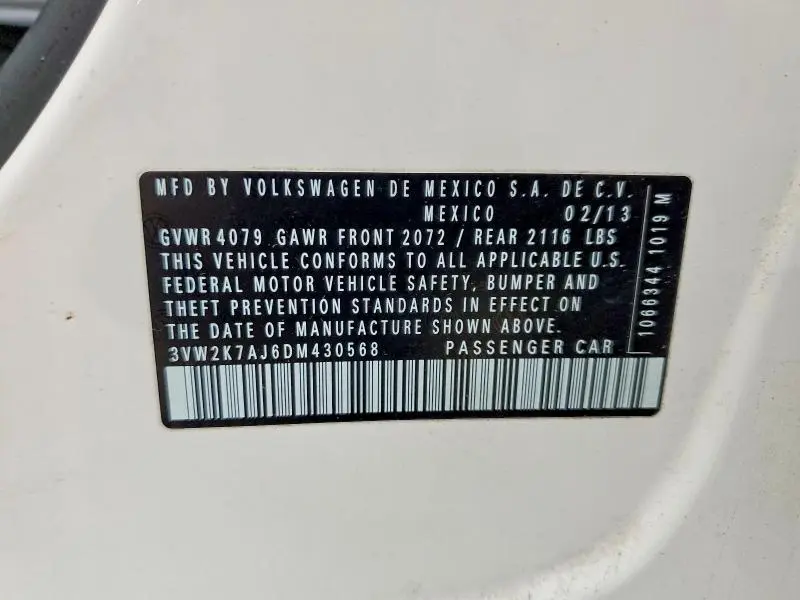 MFD BY VOLKSWAGEN DE MEXICO S.A. DE C.V.
MEXICO 02/13
GVWR 4079 GAWR FRONT 2072 / REAR 2116 LBS
THIS VEHICLE CONFORMS TO ALL APPLICABLE U.S.
FEDERAL MOTOR VEHICLE SAFETY, BUMPER AND
THEFT PREVENTION STANDARDS IN EFFECT ON
THE DATE OF MANUFACTURE SHOWN ABOVE.
3VW2K7AJ6DM430568 PASSENGER CAR
1066344 1019 M